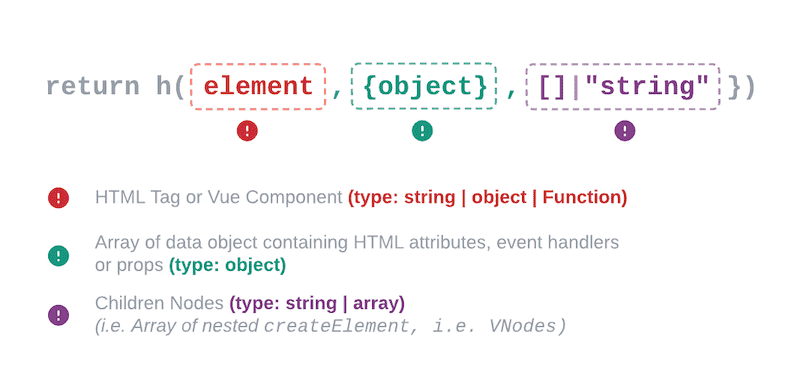 return h( element , {object} , []|"string" })
HTML Tag or Vue Component (type: string | object | Function)
Array of data object containing HTML attributes, event handlers
or props (type: object)
Children Nodes (type: string | array)
(i.e. Array of nested createElement, i.e. VNodes)